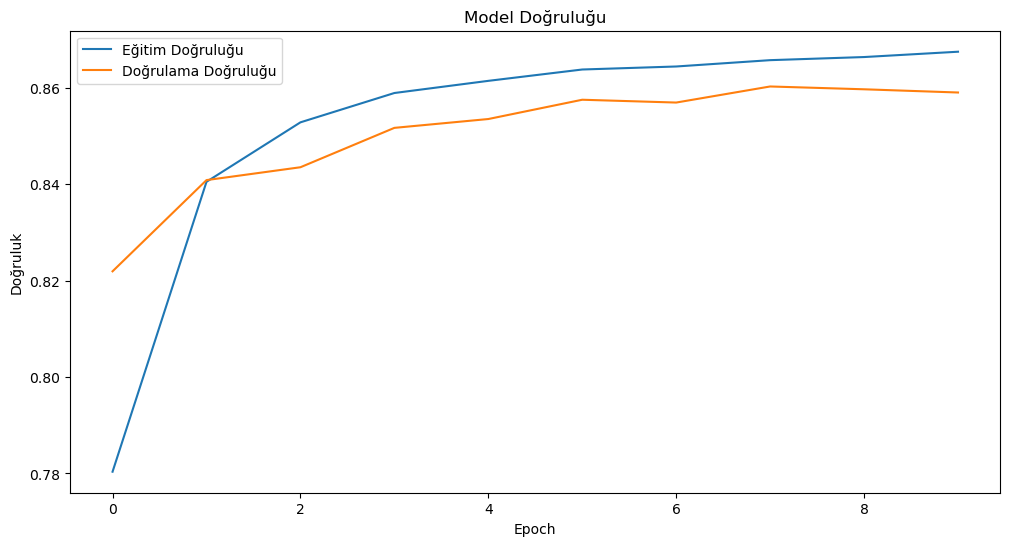 Model Doğruluğu
Eğitim Doğruluğu
Doğrulama Doğruluğu
0.86
0.84
0.82
0.80
0.78
Doğruluk
0 2 4 6 8
Epoch